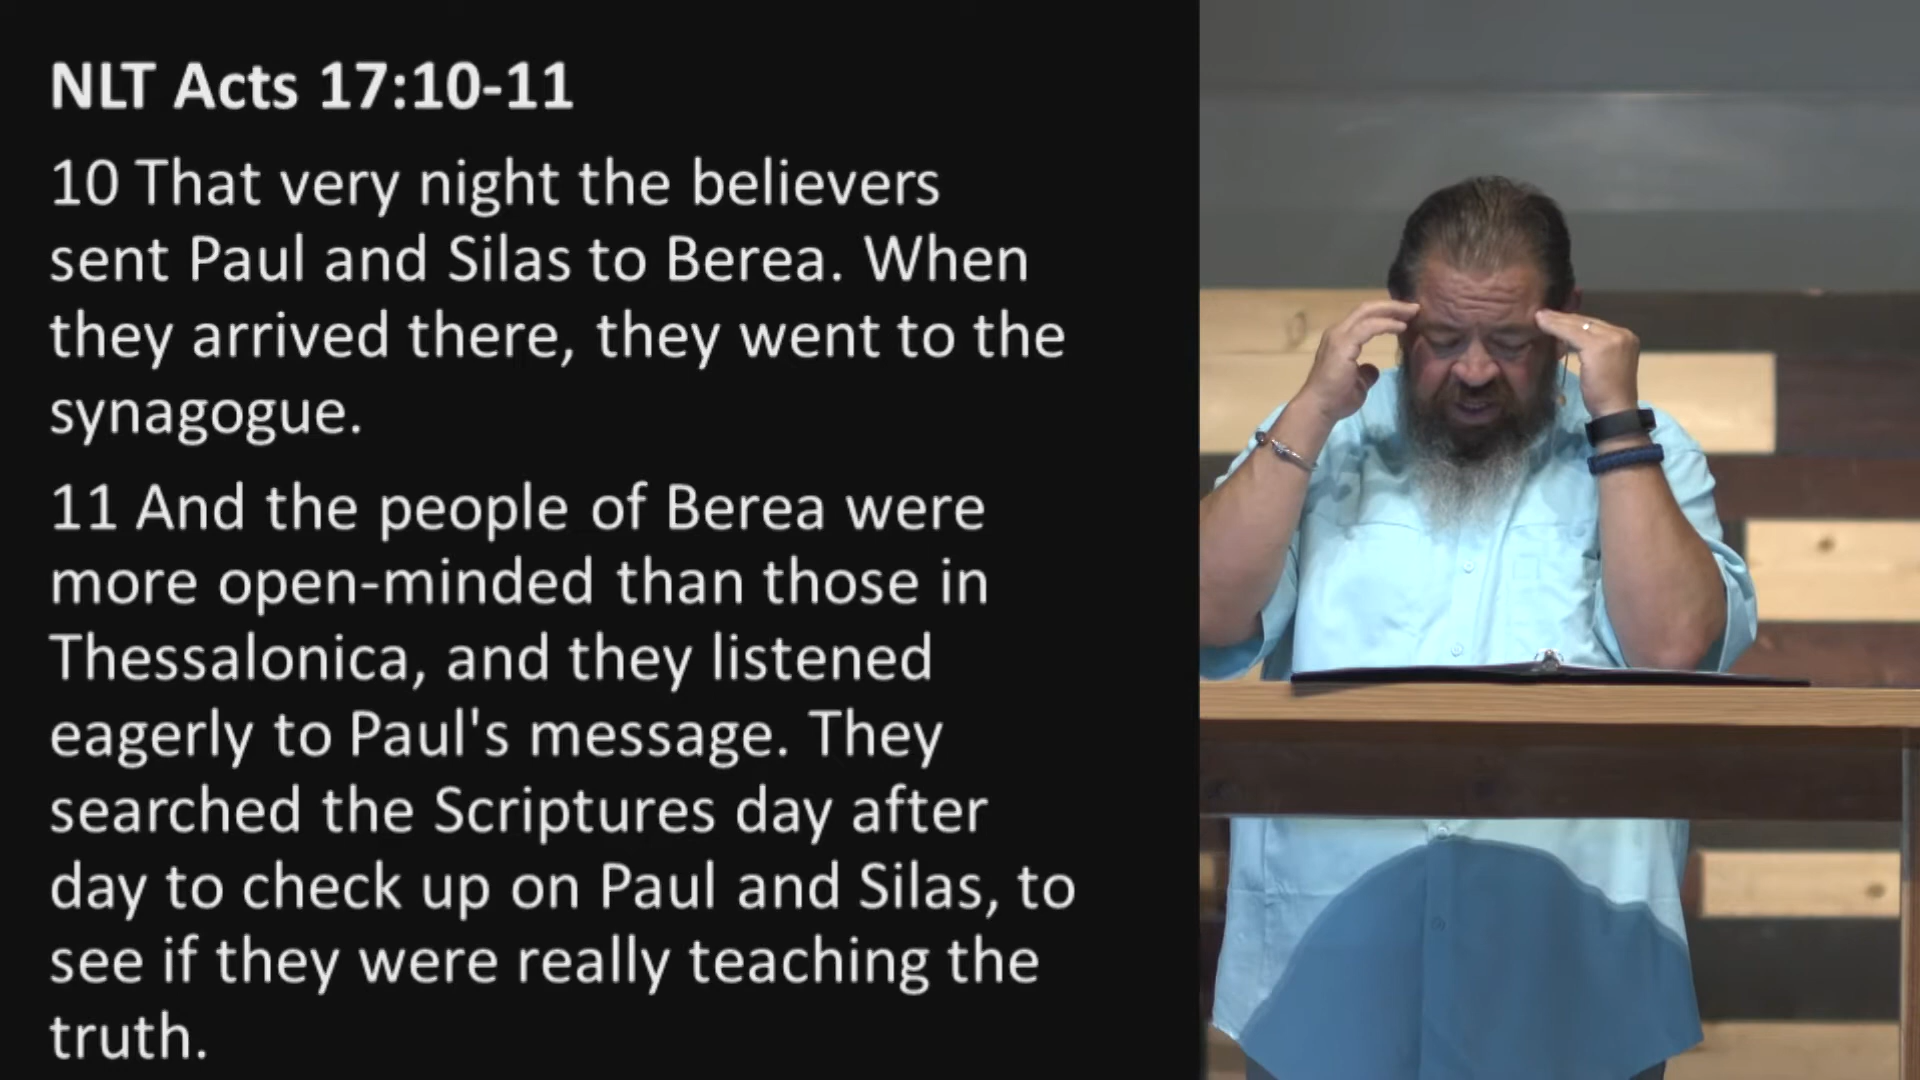 NLT Acts 17:10-11
10 That very night the believers
sent Paul and Silas to Berea. When
they arrived there, they went to the
synagogue.
11 And the people of Berea were
more open-minded than those in
Thessalonica, and they listened
eagerly to Paul's message. They
searched the Scriptures day after
day to check up on Paul and Silas, to
see if they were really teaching the
truth.